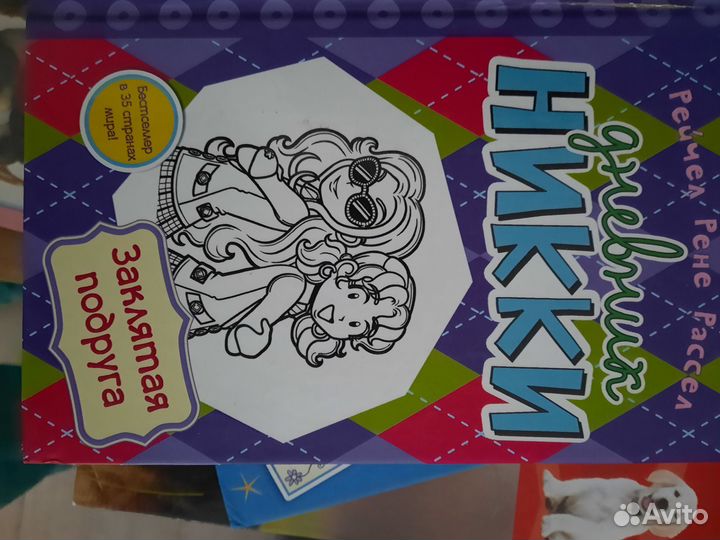 Рейчел Рене Рассел
дневник
НИККИ
Бестселлер
в 35 странах
мира!
Заклятая
подруга
Avito